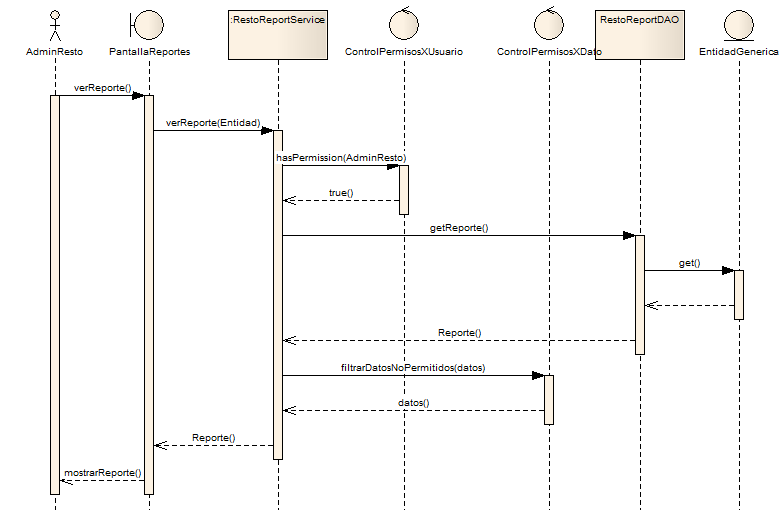 :RestoReportService
RestoReportDAO
AdminResto
PantallaReportes
ControlPermisosXUsuario
ControlPermisosXDato
EntidadGenerica
verReporte()
verReporte(Entidad)
hasPermission(AdminResto)
true()
getReporte()
get()
Reporte()
filtrarDatosNoPermitidos(datos)
datos()
Reporte()
mostrarReporte()